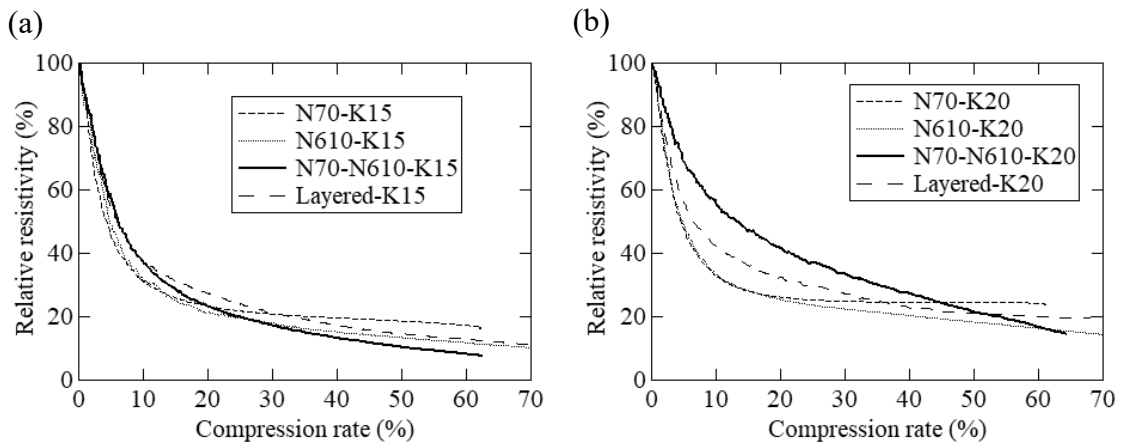 (a)
100
80
60
40
20
0
Relative resistivity (%)
N70-K15
N610-K15
N70-N610-K15
Layered-K15
0 10 20 30 40 50 60 70
Compression rate (%)
(b)
100
80
60
40
20
0
Relative resistivity (%)
N70-K20
N610-K20
N70-N610-K20
Layered-K20
0 10 20 30 40 50 60 70
Compression rate (%)